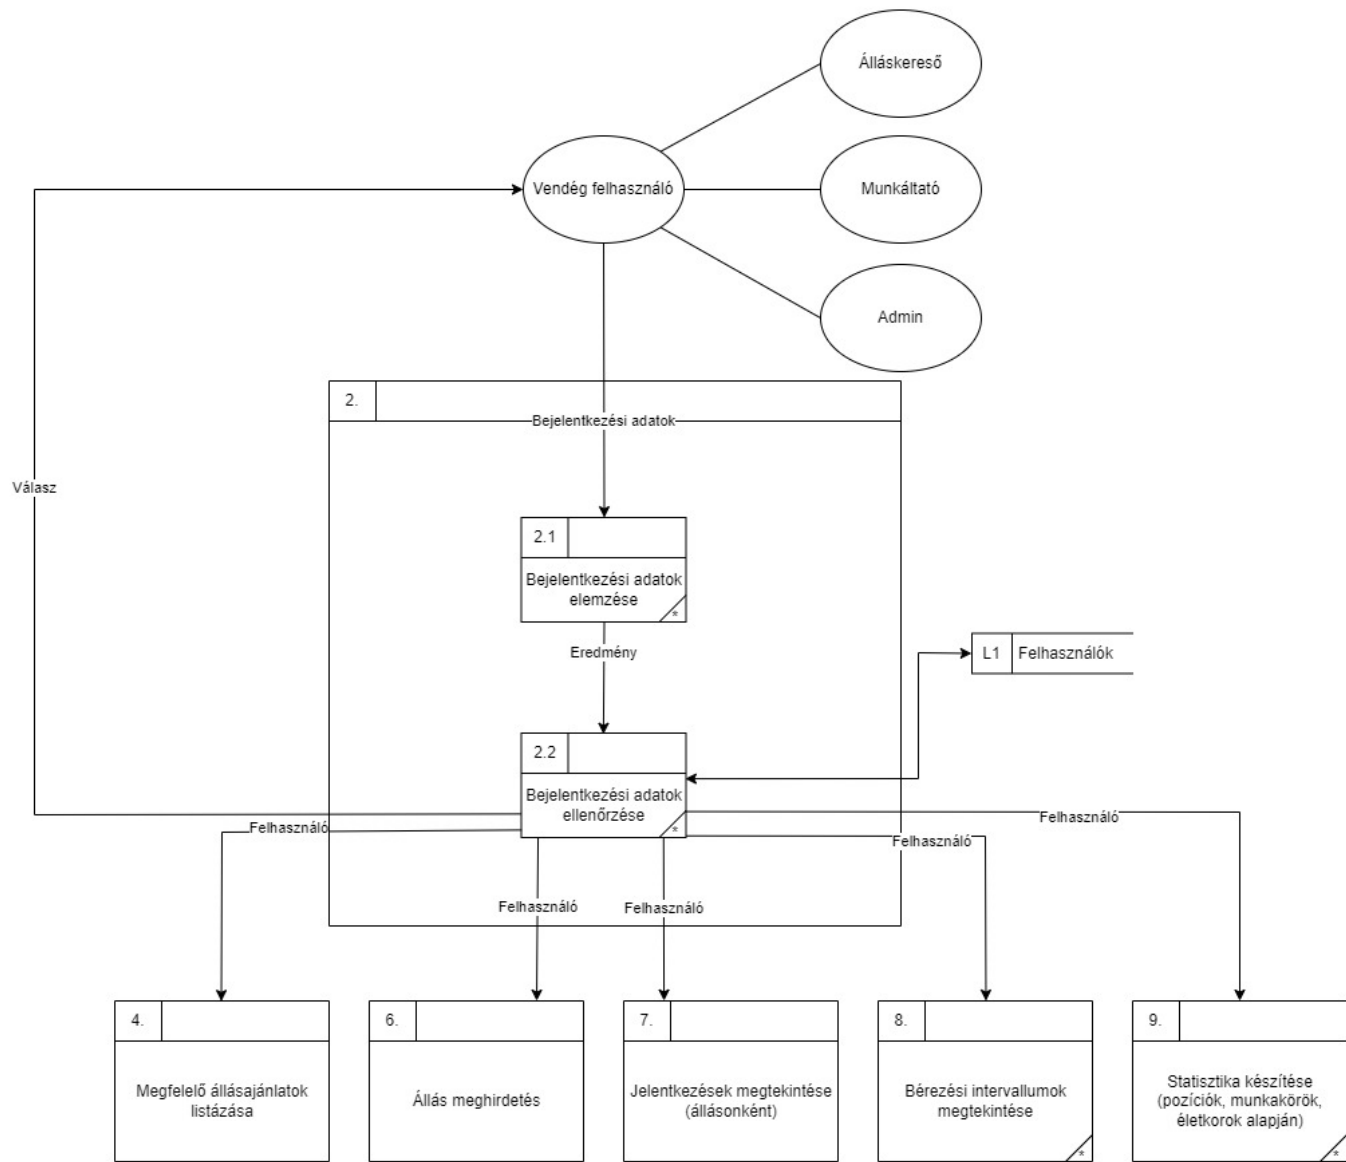 Álláskereső
Vendég felhasználó
Munkáltató
Admin
2.
Bejelentkezési adatok
Válasz
2.1
Bejelentkezési adatok
elemzése
*
Eredmény
L1
Felhasználók
2.2
Bejelentkezési adatok
ellenőrzése
*
Felhasználó
Felhasználó
Felhasználó
Felhasználó
Felhasználó
4.
Megfelelő állásajánlatok
listázása
6.
Állás meghirdetés
7.
Jelentkezések megtekintése
(állásonként)
8.
Bérezési intervallumok
megtekintése
*
9.
Statisztika készítése
(pozíciók, munkakörök,
életkorok alapján)
*